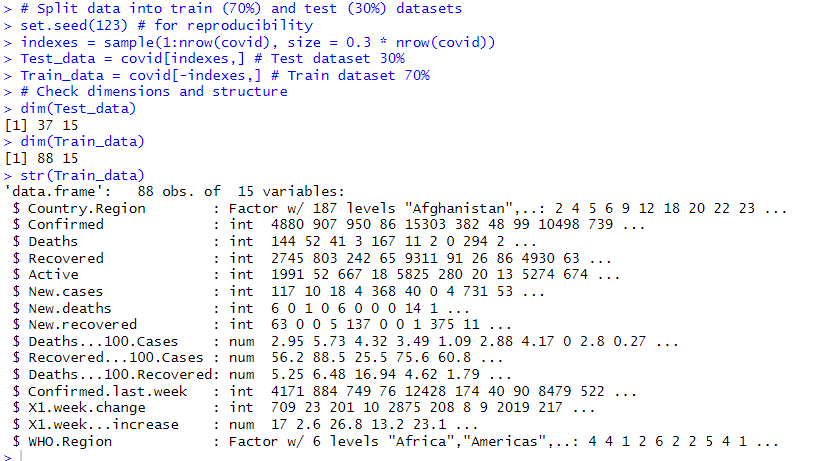 > # Split data into train (70%) and test (30%) datasets
> set.seed(123) # for reproducibility
> indexes = sample(1:nrow(covid), size = 0.3 * nrow(covid))
> Test_data = covid[indexes,] # Test dataset 30%
> Train_data = covid[-indexes,] # Train dataset 70%
> # Check dimensions and structure
> dim(Test_data)
[1] 37 15
> dim(Train_data)
[1] 88 15
> str(Train_data)
'data.frame':   88 obs. of  15 variables:
 $ Country.Region        : Factor w/ 187 levels "Afghanistan",..: 2 4 5 6 9 12 18 20 22 23 ...
 $ Confirmed             : int  4880 907 950 86 15303 382 48 99 10498 739 ...
 $ Deaths                : int  144 52 41 3 167 11 2 0 294 2 ...
 $ Recovered             : int  2745 803 242 65 9311 91 26 86 4930 63 ...
 $ Active                : int  1991 52 667 18 5825 280 20 13 5274 674 ...
 $ New.cases             : int  117 10 18 4 368 40 0 4 731 53 ...
 $ New.deaths            : int  6 0 1 0 6 0 0 0 14 1 ...
 $ New.recovered         : int  63 0 0 5 137 0 0 1 375 11 ...
 $ Deaths...100.Cases    : num  2.95 5.73 4.32 3.49 1.09 2.88 4.17 0 2.8 0.27 ...
 $ Recovered...100.Cases : num  56.2 88.5 25.5 75.6 60.8 ...
 $ Deaths...100.Recovered: num  5.25 6.48 16.94 4.62 1.79 ...
 $ Confirmed.last.week   : int  4171 884 749 76 12428 174 40 90 8479 522 ...
 $ X1.week.change        : int  709 23 201 10 2875 208 8 9 2019 217 ...
 $ X1.week...increase    : num  17 2.6 26.8 13.2 23.1 ...
 $ WHO.Region            : Factor w/ 6 levels "Africa","Americas",..: 4 4 1 2 6 2 2 5 4 1 ...
>